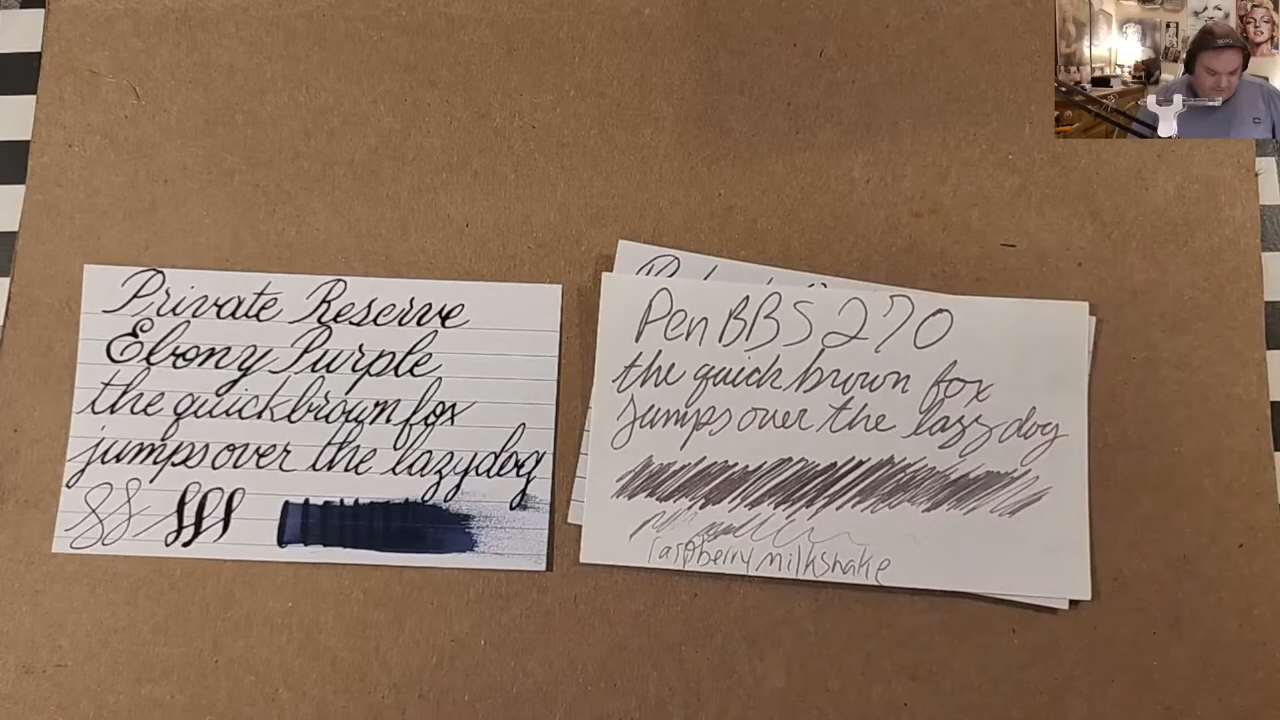 Private Reserve
Ebony Purple
the quick brown fox
jumps over the lazy dog
Pen BBS 270
the quick brown fox
jumps over the lazy dog
raspberry milkshake